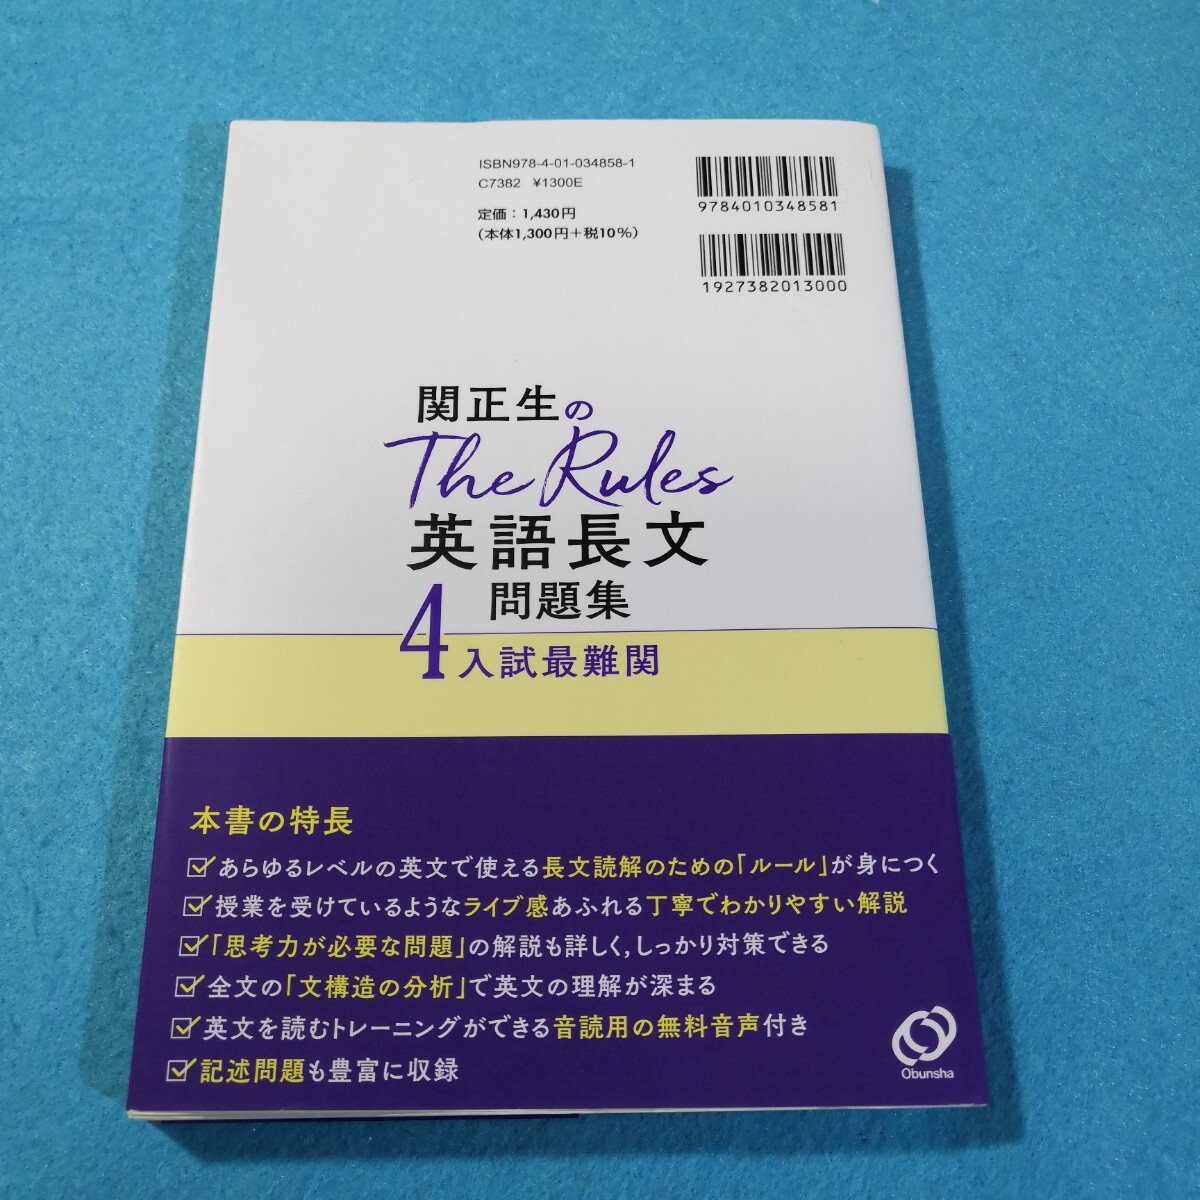 ISBN978-4-01-034858-1
C7382 ¥1300E
定価：1,430円
(本体1,300円+税10%)
9784010348581
1927382013000
関正生の
The Rules
英語長文
問題集
4入試最難関
本書の特長
あらゆるレベルの英文で使える長文読解のための「ルール」が身につく
授業を受けているようなライブ感あふれる丁寧でわかりやすい解説
「思考力が必要な問題」の解説も詳しく,しっかり対策できる
全文の「文構造の分析」で英文の理解が深まる
英文を読むトレーニングができる音読用の無料音声付き
記述問題も豊富に収録
Obunsha